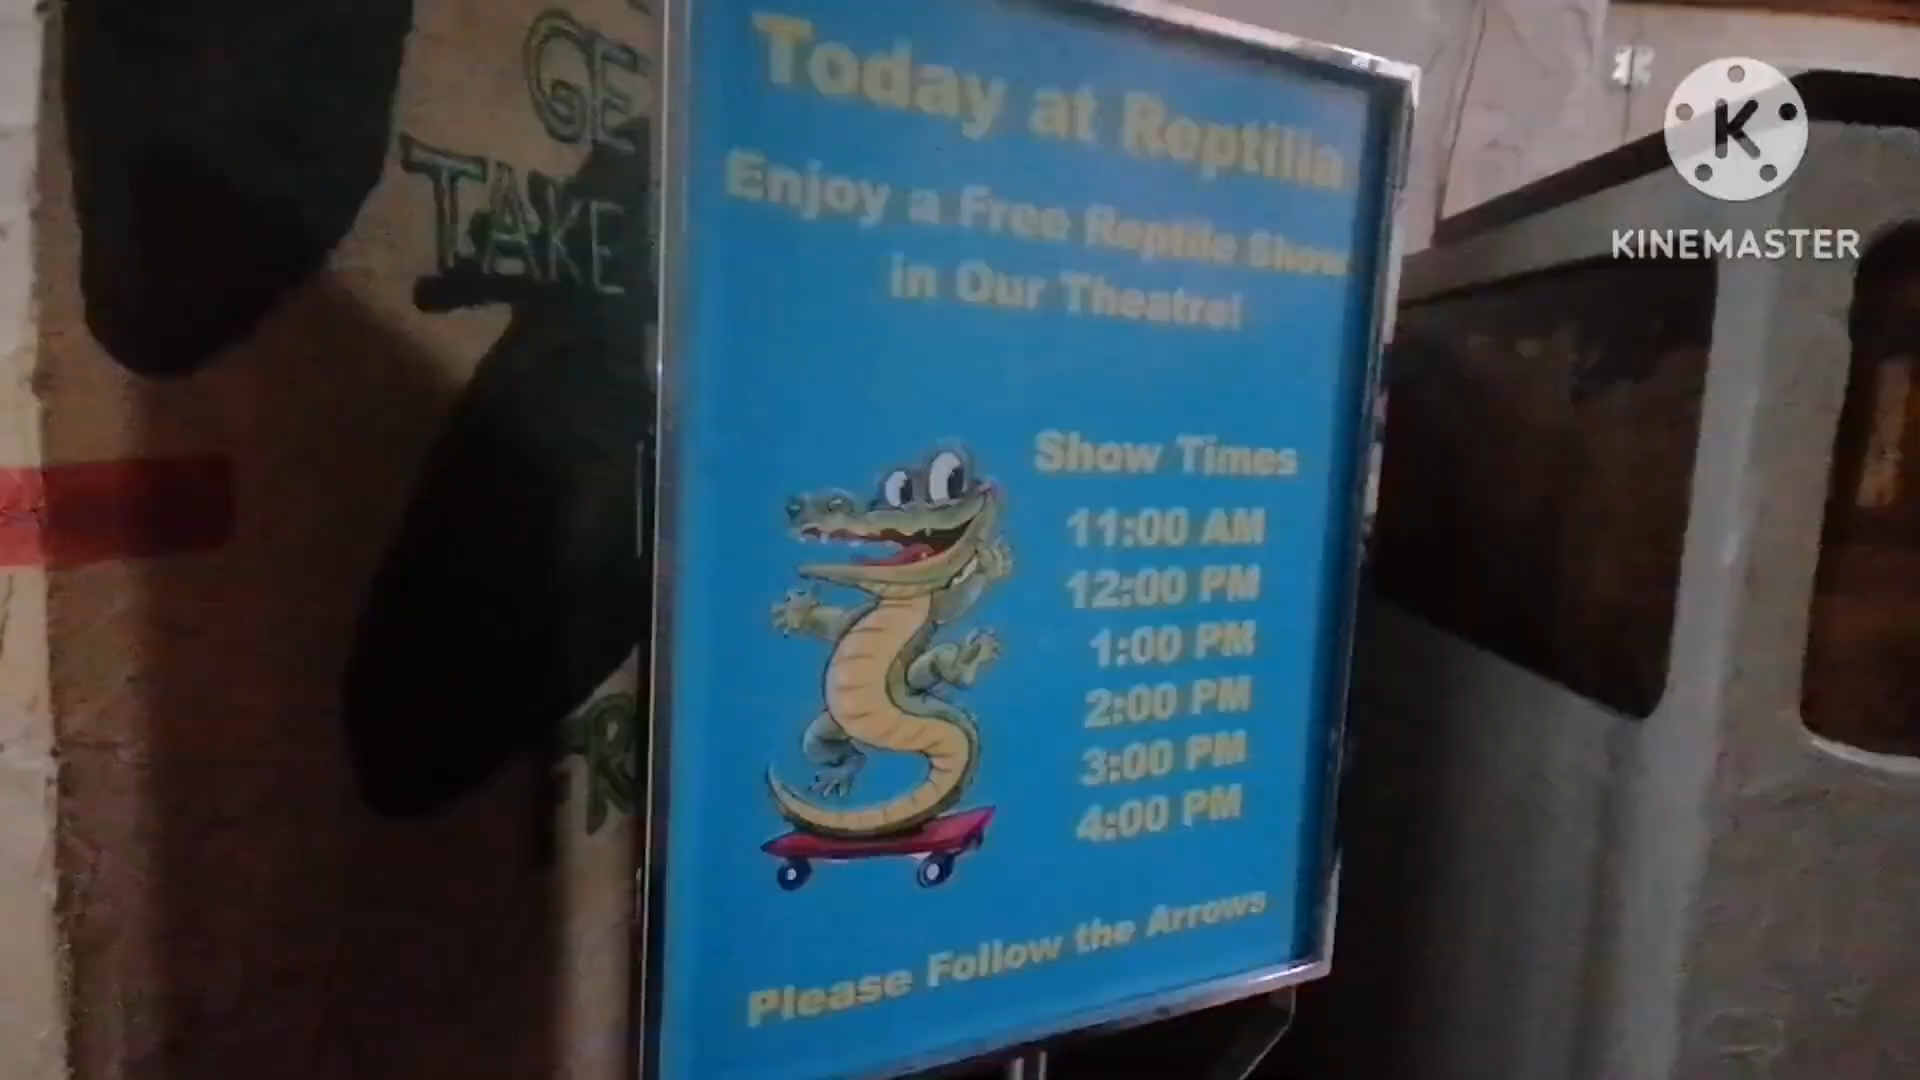 GE
TAKE
R
Today at Reptilia
Enjoy a Free Reptile Show
in Our Theatre!
Show Times
11:00 AM
12:00 PM
1:00 PM
2:00 PM
3:00 PM
4:00 PM
Please Follow the Arrows
K
KINEMASTER